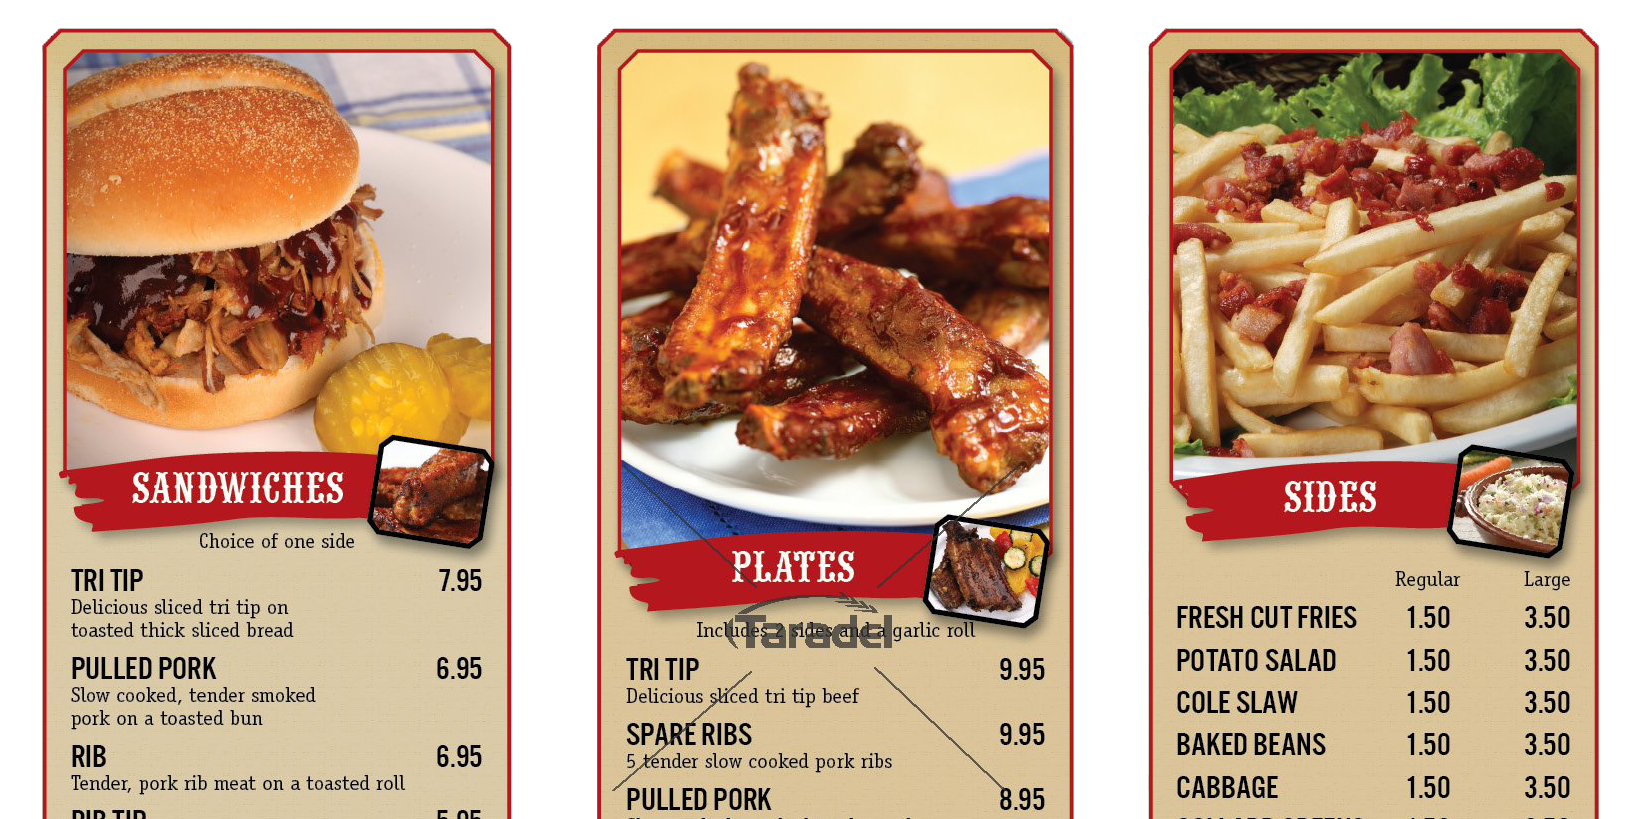 SANDWICHES
Choice of one side
TRI TIP 7.95
Delicious sliced tri tip on
toasted thick sliced bread
PULLED PORK 6.95
Slow cooked, tender smoked
pork on a toasted bun
RIB 6.95
Tender, pork rib meat on a toasted roll
PLATES
Includes 2 sides and a garlic roll
Taradel
TRI TIP 9.95
Delicious sliced tri tip beef
SPARE RIBS 9.95
5 tender slow cooked pork ribs
PULLED PORK 8.95
SIDES
Regular Large
FRESH CUT FRIES 1.50 3.50
POTATO SALAD 1.50 3.50
COLE SLAW 1.50 3.50
BAKED BEANS 1.50 3.50
CABBAGE 1.50 3.50